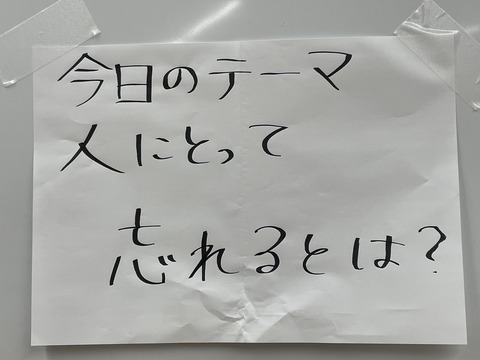 今日のテーマ
人にとって
忘れるとは?